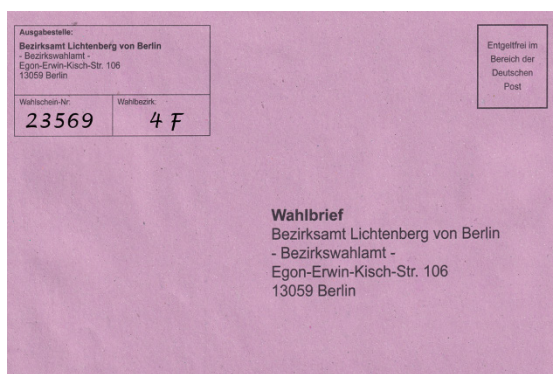 Ausgabestelle:
Bezirksamt Lichtenberg von Berlin
- Bezirkswahlamt -
Egon-Erwin-Kisch-Str. 106
13059 Berlin
Wahlschein-Nr: Wahlbezirk:
23569 4 F
Entgeltfrei im
Bereich der
Deutschen
Post
Wahlbrief
Bezirksamt Lichtenberg von Berlin
- Bezirkswahlamt -
Egon-Erwin-Kisch-Str. 106
13059 Berlin